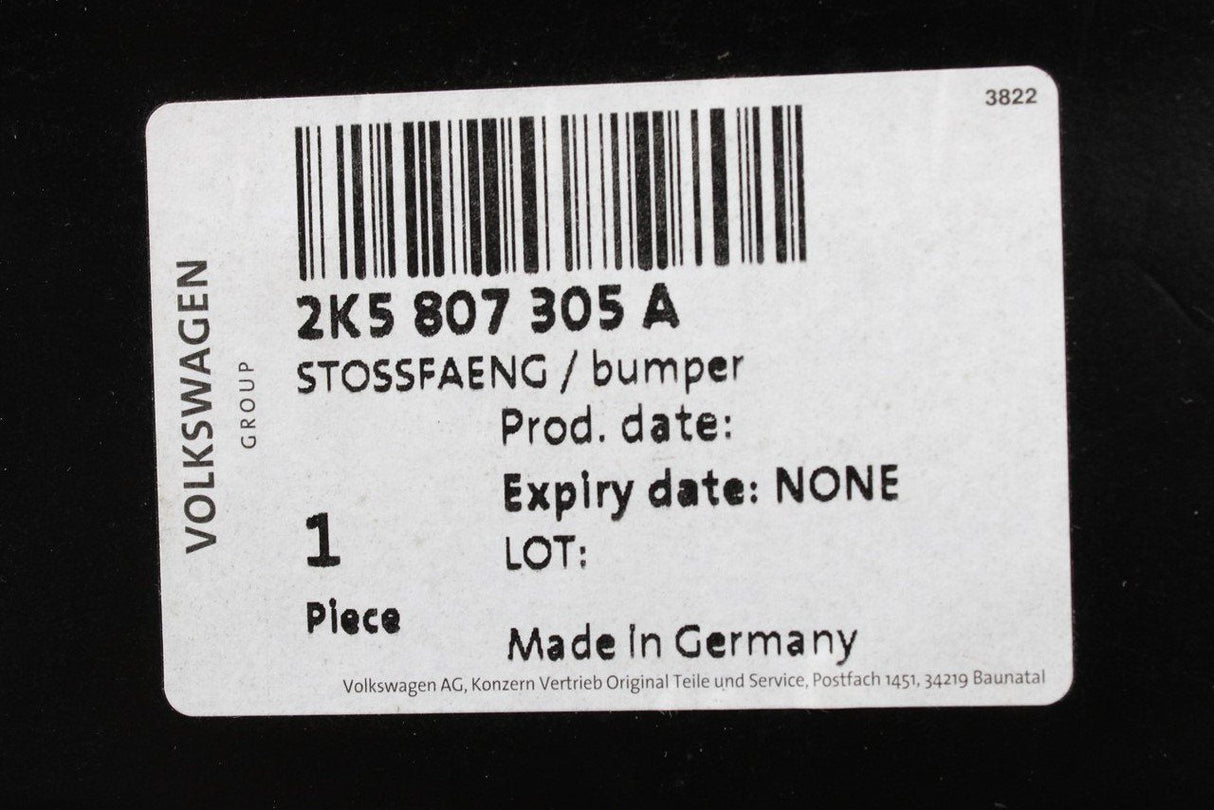 3822
VOLKSWAGEN
GROUP
2K5 807 305 A
STOSSFAENG / bumper
Prod. date:
Expiry date: NONE
1
LOT:
Piece
Made in Germany
Volkswagen AG, Konzern Vertrieb Original Teile und Service, Postfach 1451, 34219 Baunatal